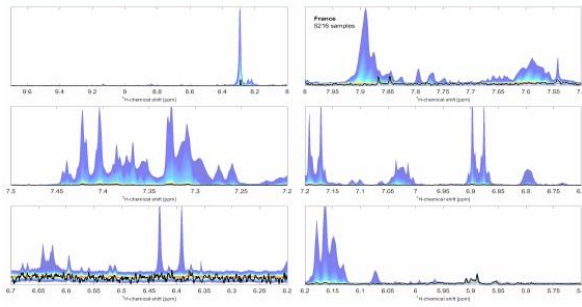 France
5216 samples
9.6 9.4 9.2 9 8.8 8.6 8.4 8.2 8
¹H-chemical shift (ppm)
8 7.95 7.9 7.85 7.8 7.75 7.7 7.65 7.6 7.55
¹H-chemical shift (ppm)
7.5 7.45 7.4 7.35 7.3 7.25 7.2
¹H-chemical shift (ppm)
7.2 7.15 7.1 7.05 7 6.95 6.9 6.85 6.8 6.75
¹H-chemical shift (ppm)
6.7 6.65 6.6 6.55 6.5 6.45 6.4 6.35 6.3 6.25 6.2
¹H-chemical shift (ppm)
6.2 6.15 6.1 6.05 6 5.95 5.9 5.85 5.8 5.75
¹H-chemical shift (ppm)